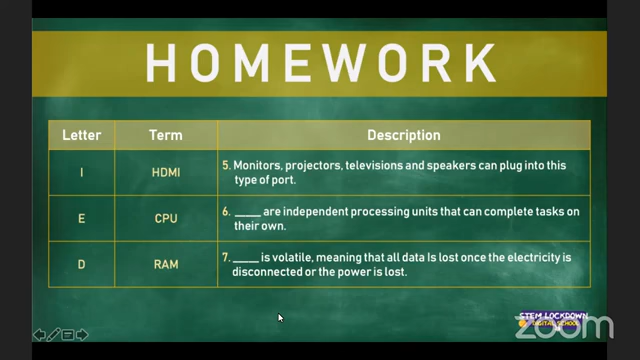 HOMEWORK
Letter Term Description
I HDMI 5. Monitors, projectors, televisions and speakers can plug into this
type of port.
E CPU 6. _____ are independent processing units that can complete tasks on
their own.
D RAM 7. _____ is volatile, meaning that all data Is lost once the electricity is
disconnected or the power is lost.
STEM LOCKDOWN
DIGITAL SCHOOL
zoom